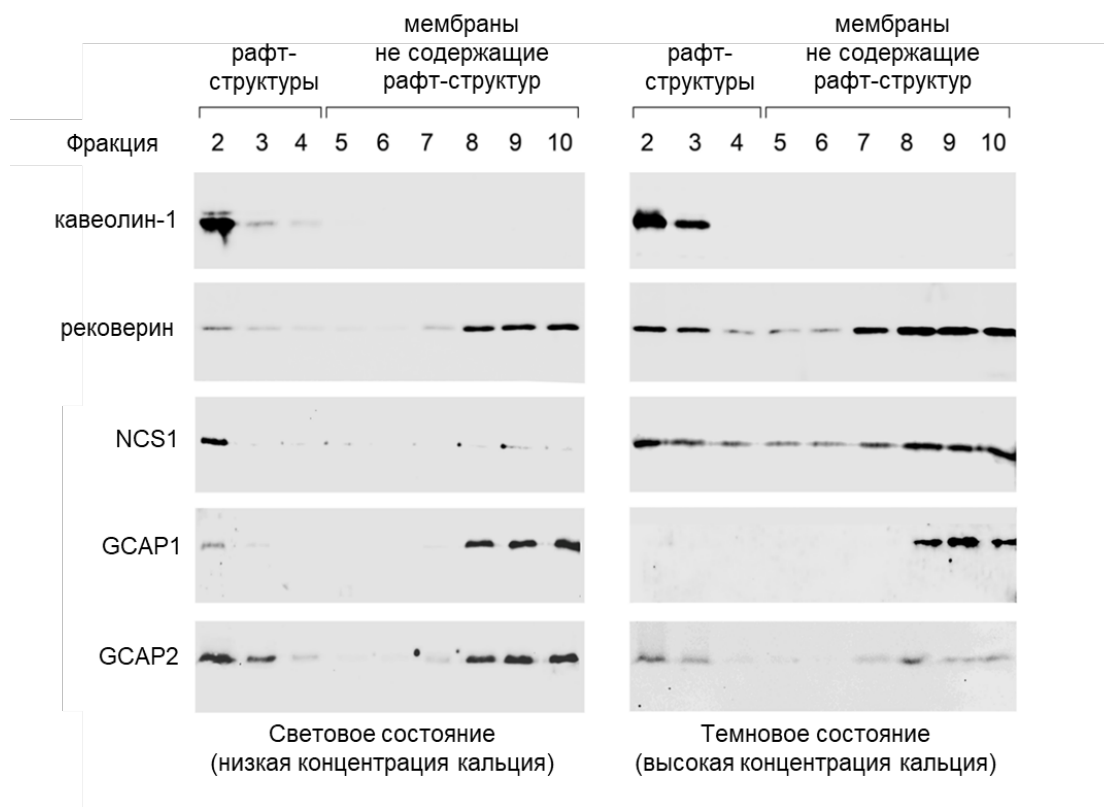 рафт-
структуры
мембраны
не содержащие
рафт-структур
рафт-
структуры
мембраны
не содержащие
рафт-структур
Фракция 2 3 4 5 6 7 8 9 10 2 3 4 5 6 7 8 9 10
кавеолин-1
рековерин
NCS1
GCAP1
GCAP2
Световое состояние
(низкая концентрация кальция)
Темновое состояние
(высокая концентрация кальция)